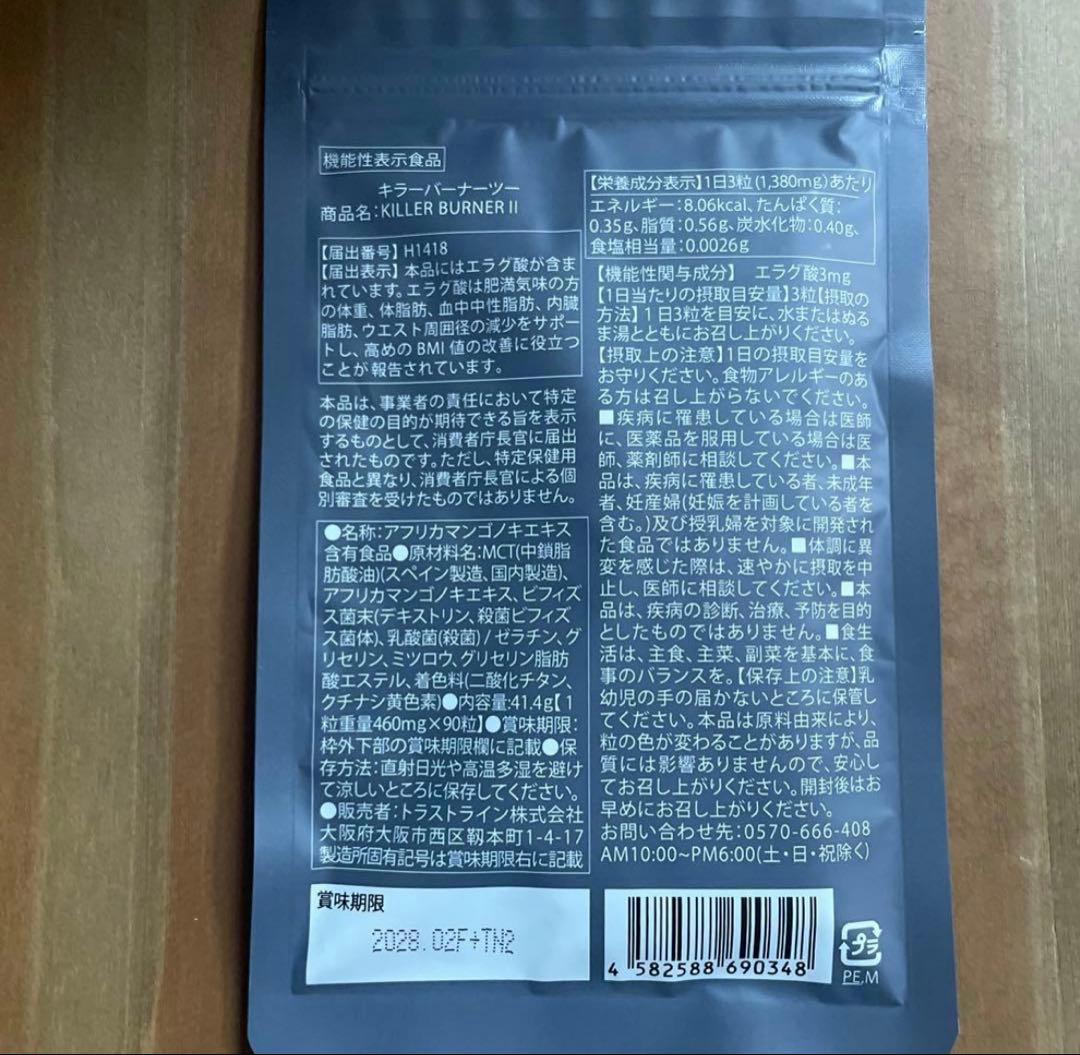 機能性表示食品
キラーバーナーツー
商品名：KILLER BURNER II
【届出番号】H1418
【届出表示】本品にはエラグ酸が含ま
れています。エラグ酸は肥満気味の方
の体重、体脂肪、血中中性脂肪、内臓
脂肪、ウエスト周囲径の減少をサポー
トし、高めの BMI 値の改善に役立つ
ことが報告されています。
本品は、事業者の責任において特定
の保健の目的が期待できる旨を表示
するものとして、消費者庁長官に届出
されたものです。ただし、特定保健用
食品と異なり、消費者庁長官による個
別審査を受けたものではありません。
●名称：アフリカマンゴノキエキス
含有食品●原材料名：MCT(中鎖脂
肪酸油)(スペイン製造、国内製造)、
アフリカマンゴノキエキス、ビフィズ
ス菌末(デキストリン、殺菌ビフィズ
ス菌体)、乳酸菌(殺菌) / ゼラチン、グ
リセリン、ミツロウ、グリセリン脂肪
酸エステル、着色料(二酸化チタン、
クチナシ黄色素)●内容量:41.4g【1
粒重量460mg×90粒】●賞味期限：
枠外下部の賞味期限欄に記載●保
存方法：直射日光や高温多湿を避け
て涼しいところに保存してください。
●販売者：トラストライン株式会社
大阪府大阪市西区靱本町1-4-17
製造所固有記号は賞味期限右に記載
賞味期限
2028.02F+TN2
【栄養成分表示】1日3粒(1,380mg)あたり
エネルギー：8.06kcal、たんぱく質：
0.35g、脂質：0.56g、炭水化物：0.40g、
食塩相当量：0.0026g
【機能性関与成分】 エラグ酸3mg
【1日当たりの摂取目安量】3粒【摂取の
方法】1日3粒を目安に、水またはぬる
ま湯とともにお召し上がりください。
【摂取上の注意】1日の摂取目安量を
お守りください。食物アレルギーのあ
る方は召し上がらないでください。
■疾病に罹患している場合は医師
に、医薬品を服用している場合は医
師、薬剤師に相談してください。■本
品は、疾病に罹患している者、未成年
者、妊産婦(妊娠を計画している者を
含む。)及び授乳婦を対象に開発され
た食品ではありません。■体調に異
変を感じた際は、速やかに摂取を中
止し、医師に相談してください。■本
品は、疾病の診断、治療、予防を目的
としたものではありません。■食生
活は、主食、主菜、副菜を基本に、食
事のバランスを。【保存上の注意】乳
幼児の手の届かないところに保管し
てください。本品は原料由来により、
粒の色が変わることがありますが、品
質には影響ありませんので、安心し
てお召し上がりください。開封後はお
早めにお召し上がりください。
お問い合わせ先：0570-666-408
AM10:00~PM6:00(土・日・祝除く)
4 582588 690348
プラ
PE,M